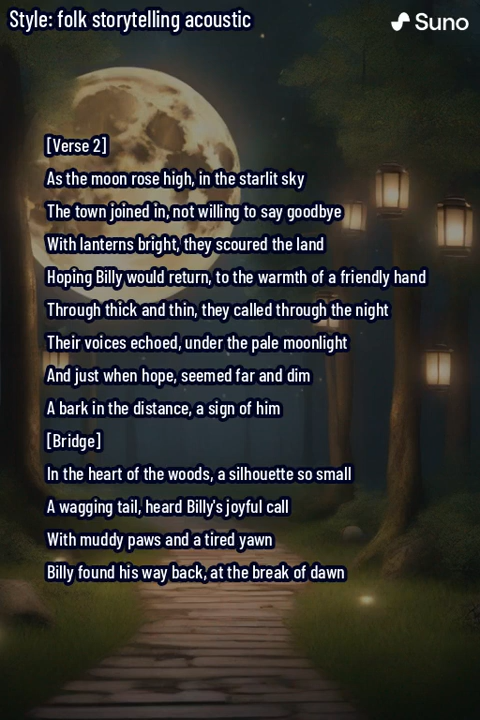 Style: folk storytelling acoustic
Suno
[Verse 2]
As the moon rose high, in the starlit sky
The town joined in, not willing to say goodbye
With lanterns bright, they scoured the land
Hoping Billy would return, to the warmth of a friendly hand
Through thick and thin, they called through the night
Their voices echoed, under the pale moonlight
And just when hope, seemed far and dim
A bark in the distance, a sign of him
[Bridge]
In the heart of the woods, a silhouette so small
A wagging tail, heard Billy's joyful call
With muddy paws and a tired yawn
Billy found his way back, at the break of dawn